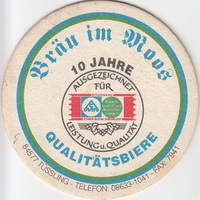 Bräu im Moos
10 JAHRE
AUSGEZEICHNET
FÜR
LEISTUNG u. QUALITÄT
QUALITÄTSBIERE
84577 TÜSSLING - TELEFON: 08633-1041 - FAX 7941